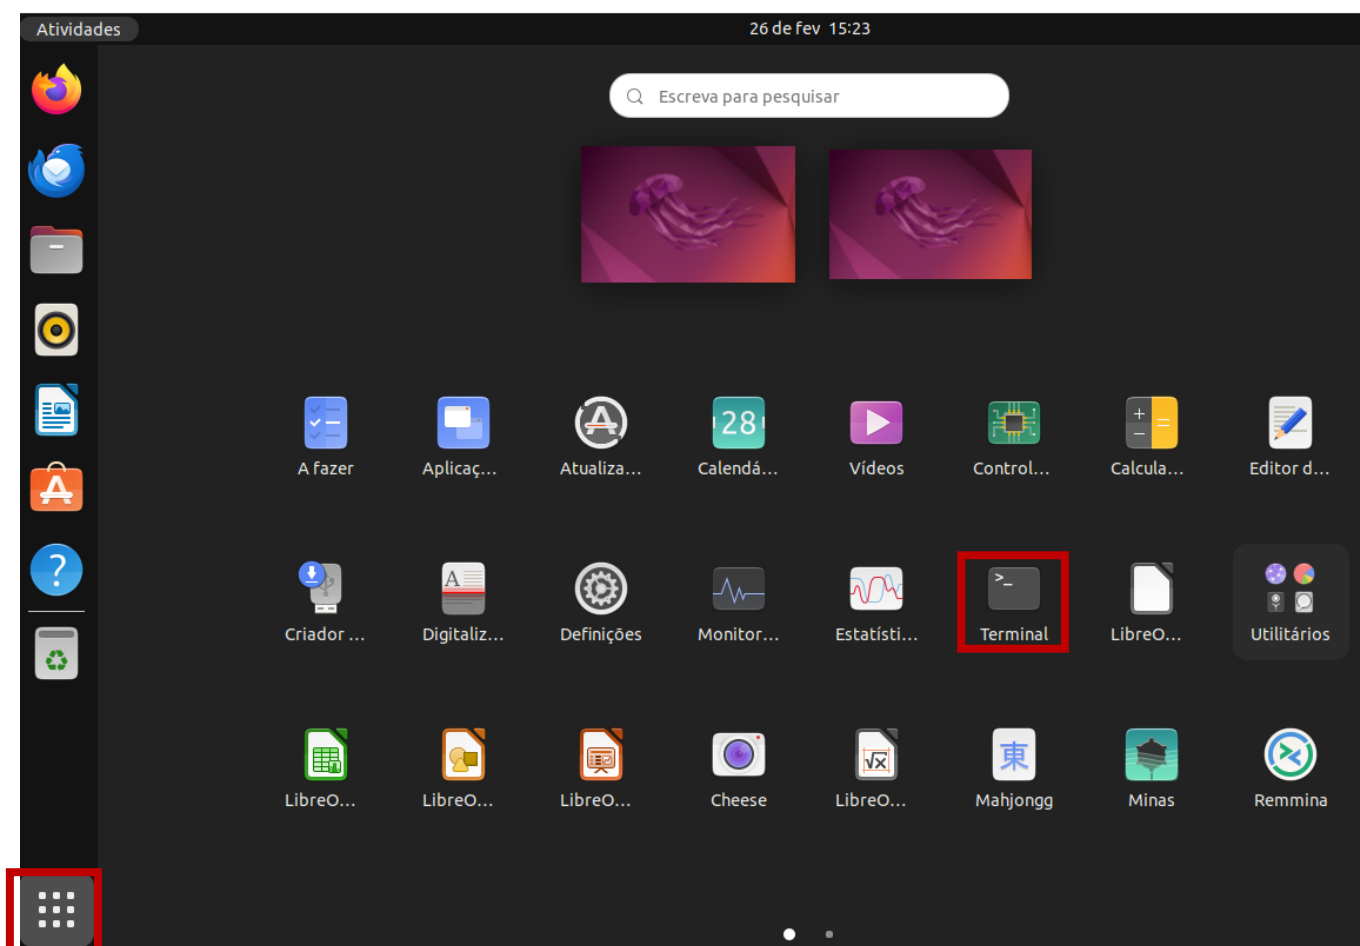 Atividades
26 de fev 15:23
Escreva para pesquisar
28
A fazer
Aplicaç...
Atualiza...
Calendá...
Vídeos
Control...
Calcula...
Editor d...
>_
Criador ...
Digitaliz...
Definições
Monitor...
Estatísti...
Terminal
LibreO...
Utilitários
LibreO...
LibreO...
LibreO...
Cheese
LibreO...
Mahjongg
Minas
Remmina